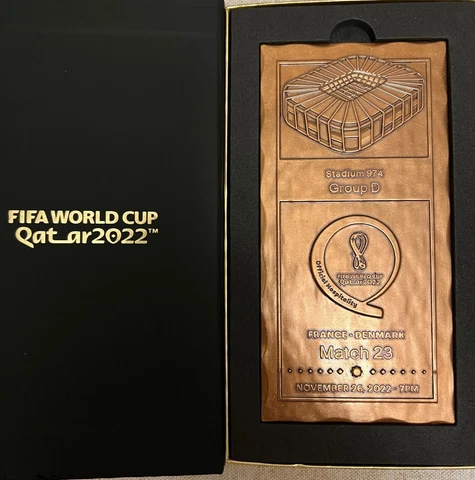 FIFA WORLD CUP
Qatar2022™
Stadium 974
Group D
FIFA WORLD CUP
Qatar2022
Official Hospitality
FRANCE - DENMARK
Match 23
NOVEMBER 26, 2022 - 7PM